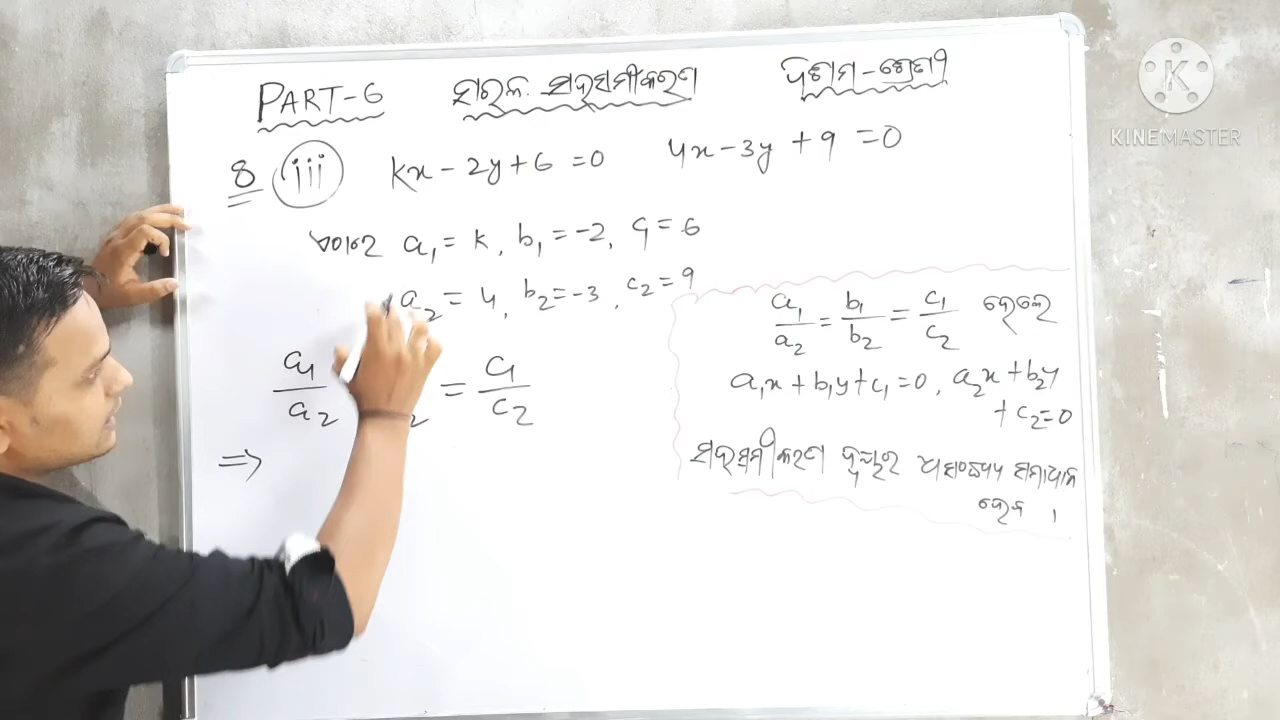 PART-6 ସରଳ ସହସମୀକରଣ ଦଶମ-ଶ୍ରେଣୀ
8 (iii) kx - 2y + 6 = 0 4x - 3y + 9 = 0
ଏଠାରେ a₁ = k, b₁ = -2, c₁ = 6
a₂ = 4, b₂ = -3, c₂ = 9
a₁/a₂ = c₁/c₂
⇒
a₁/a₂ = b₁/b₂ = c₁/c₂ ହେଲେ
a₁x + b₁y + c₁ = 0, a₂x + b₂y
+ c₂ = 0
ସହସମୀକରଣ ଦ୍ୱୟର ଅସଂଖ୍ୟ ସମାଧାନ
ହେବ ।
KINEMASTER